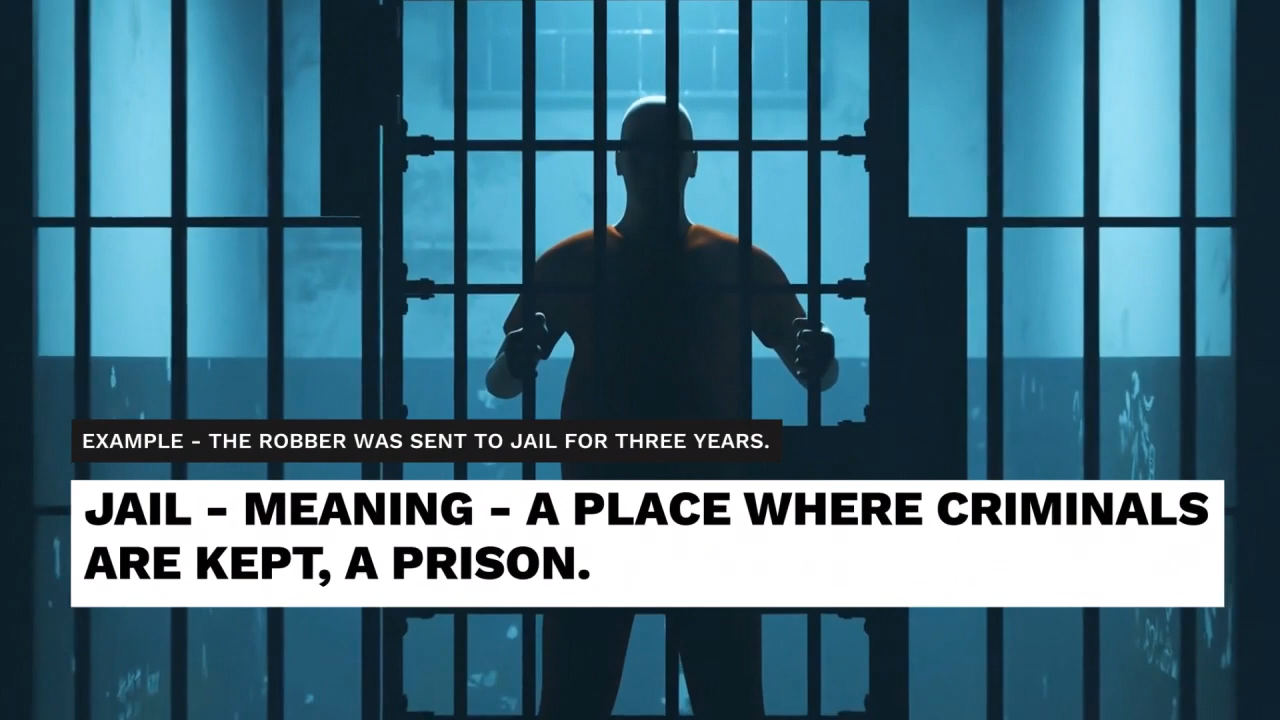 EXAMPLE - THE ROBBER WAS SENT TO JAIL FOR THREE YEARS.
JAIL - MEANING - A PLACE WHERE CRIMINALS
ARE KEPT, A PRISON.